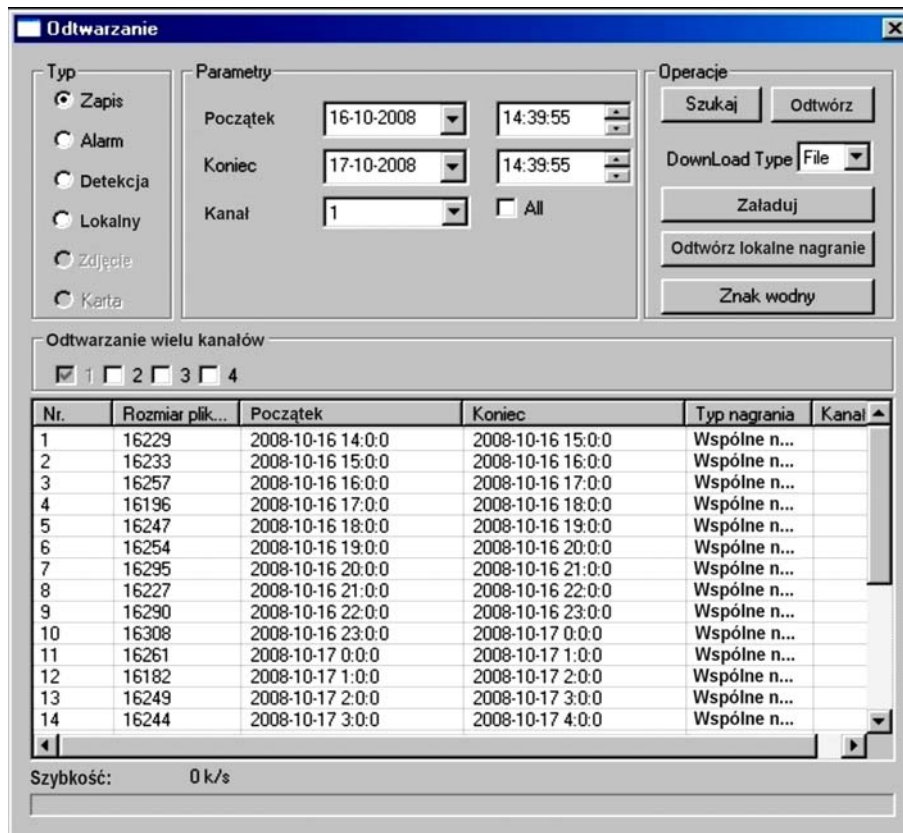 Odtwarzanie
Typ
Zapis
Alarm
Detekcja
Lokalny
Zdjęcie
Karta
Parametry
Początek 16-10-2008 14:39:55
Koniec 17-10-2008 14:39:55
Kanał 1 All
Operacje
Szukaj Odtwórz
DownLoad Type File
Załaduj
Odtwórz lokalne nagranie
Znak wodny
Odtwarzanie wielu kanałów
1 2 3 4
Nr. Rozmiar plik... Początek Koniec Typ nagrania Kanał
1 16229 2008-10-16 14:0:0 2008-10-16 15:0:0 Wspólne n...
2 16233 2008-10-16 15:0:0 2008-10-16 16:0:0 Wspólne n...
3 16257 2008-10-16 16:0:0 2008-10-16 17:0:0 Wspólne n...
4 16196 2008-10-16 17:0:0 2008-10-16 18:0:0 Wspólne n...
5 16247 2008-10-16 18:0:0 2008-10-16 19:0:0 Wspólne n...
6 16254 2008-10-16 19:0:0 2008-10-16 20:0:0 Wspólne n...
7 16295 2008-10-16 20:0:0 2008-10-16 21:0:0 Wspólne n...
8 16227 2008-10-16 21:0:0 2008-10-16 22:0:0 Wspólne n...
9 16290 2008-10-16 22:0:0 2008-10-16 23:0:0 Wspólne n...
10 16308 2008-10-16 23:0:0 2008-10-17 0:0:0 Wspólne n...
11 16261 2008-10-17 0:0:0 2008-10-17 1:0:0 Wspólne n...
12 16182 2008-10-17 1:0:0 2008-10-17 2:0:0 Wspólne n...
13 16249 2008-10-17 2:0:0 2008-10-17 3:0:0 Wspólne n...
14 16244 2008-10-17 3:0:0 2008-10-17 4:0:0 Wspólne n...
Szybkość: 0 k/s